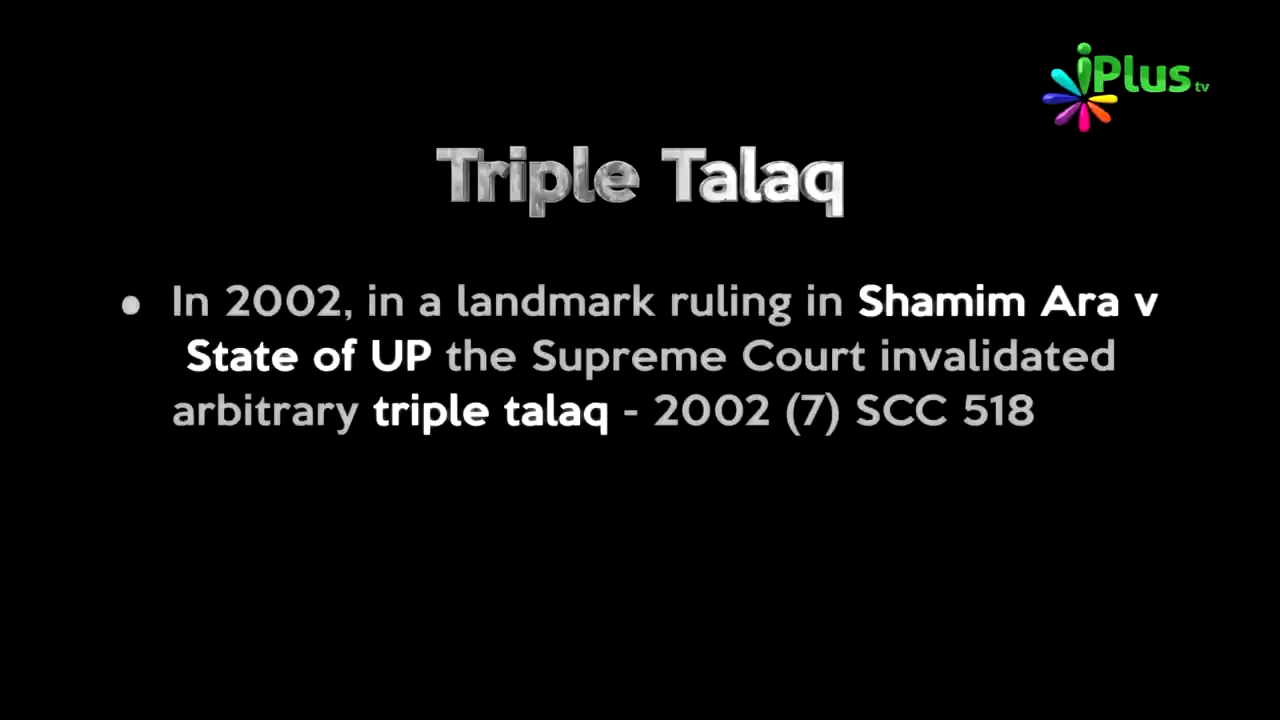 iPlus tv
Triple Talaq
• In 2002, in a landmark ruling in Shamim Ara v
State of UP the Supreme Court invalidated
arbitrary triple talaq - 2002 (7) SCC 518